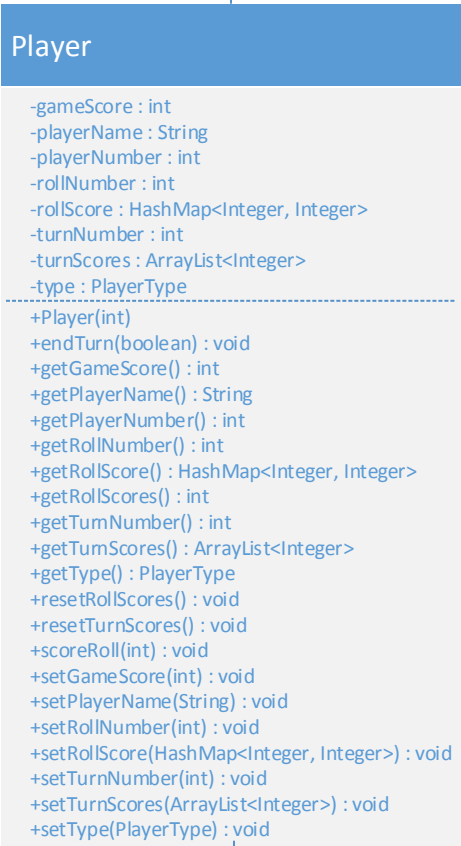 Player
-gameScore : int
-playerName : String
-playerNumber : int
-rollNumber : int
-rollScore : HashMap<Integer, Integer>
-turnNumber : int
-turnScores : ArrayList<Integer>
-type : PlayerType
+Player(int)
+endTurn(boolean) : void
+getGameScore() : int
+getPlayerName() : String
+getPlayerNumber() : int
+getRollNumber() : int
+getRollScore() : HashMap<Integer, Integer>
+getRollScores() : int
+getTurnNumber() : int
+getTurnScores() : ArrayList<Integer>
+getType() : PlayerType
+resetRollScores() : void
+resetTurnScores() : void
+scoreRoll(int) : void
+setGameScore(int) : void
+setPlayerName(String) : void
+setRollNumber(int) : void
+setRollScore(HashMap<Integer, Integer>) : void
+setTurnNumber(int) : void
+setTurnScores(ArrayList<Integer>) : void
+setType(PlayerType) : void